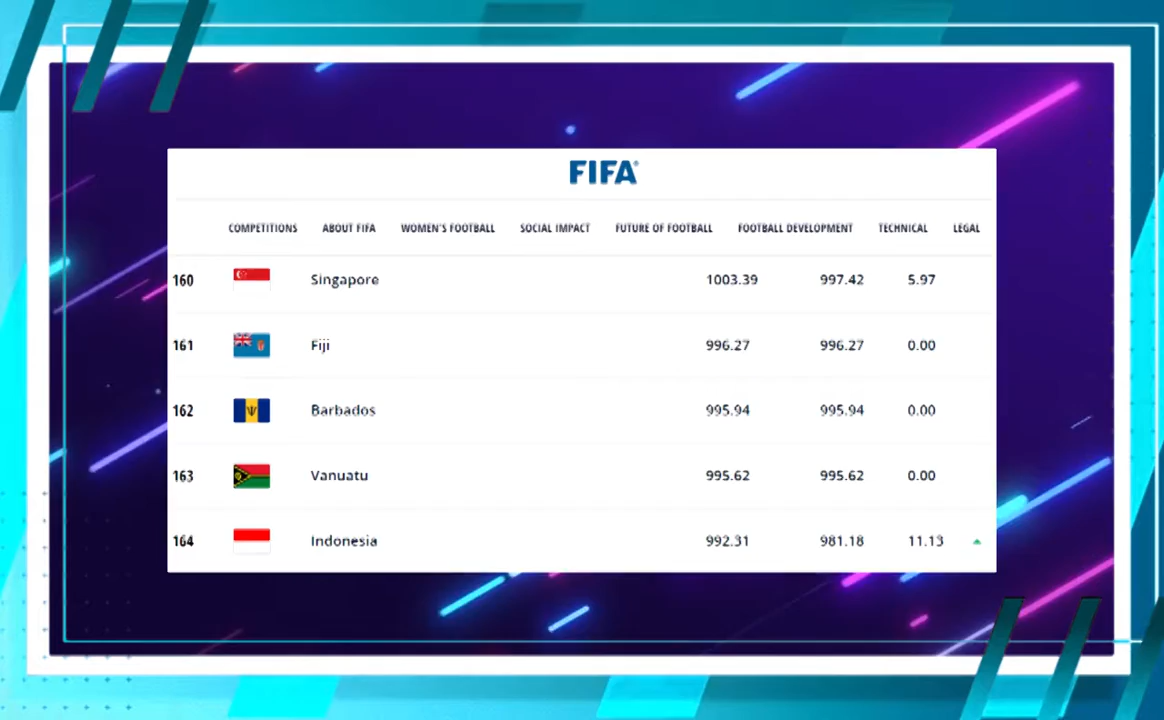 FIFA®
COMPETITIONS ABOUT FIFA WOMEN'S FOOTBALL SOCIAL IMPACT FUTURE OF FOOTBALL FOOTBALL DEVELOPMENT TECHNICAL LEGAL
160 Singapore 1003.39 997.42 5.97
161 Fiji 996.27 996.27 0.00
162 Barbados 995.94 995.94 0.00
163 Vanuatu 995.62 995.62 0.00
164 Indonesia 992.31 981.18 11.13